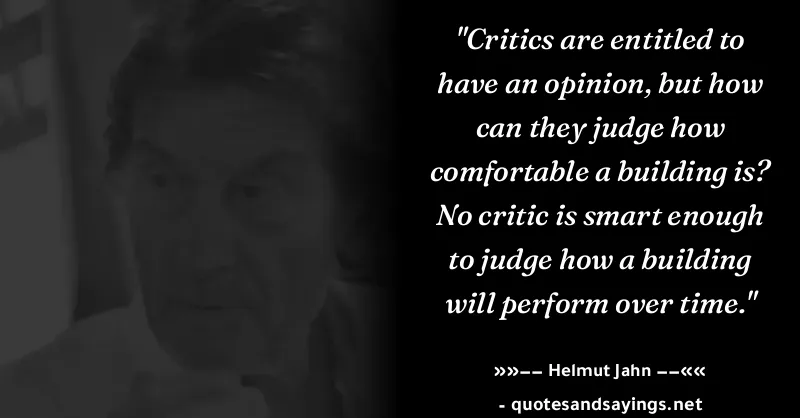 "Critics are entitled to
have an opinion, but how
can they judge how
comfortable a building is?
No critic is smart enough
to judge how a building
will perform over time."
»»−− Helmut Jahn −−««
- quotesandsayings.net